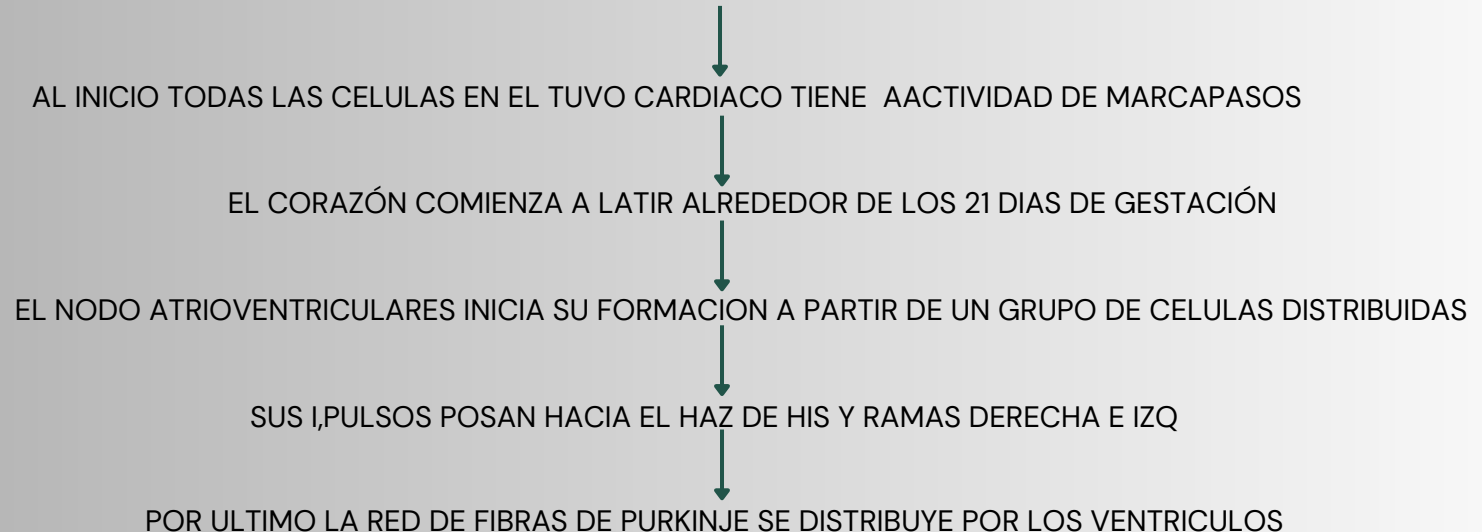 AL INICIO TODAS LAS CELULAS EN EL TUVO CARDIACO TIENE AACTIVIDAD DE MARCAPASOS
EL CORAZÓN COMIENZA A LATIR ALREDEDOR DE LOS 21 DIAS DE GESTACIÓN
EL NODO ATRIOVENTRICULARES INICIA SU FORMACION A PARTIR DE UN GRUPO DE CELULAS DISTRIBUIDAS
SUS I,PULSOS POSAN HACIA EL HAZ DE HIS Y RAMAS DERECHA E IZQ
POR ULTIMO LA RED DE FIBRAS DE PURKINJE SE DISTRIBUYE POR LOS VENTRICULOS